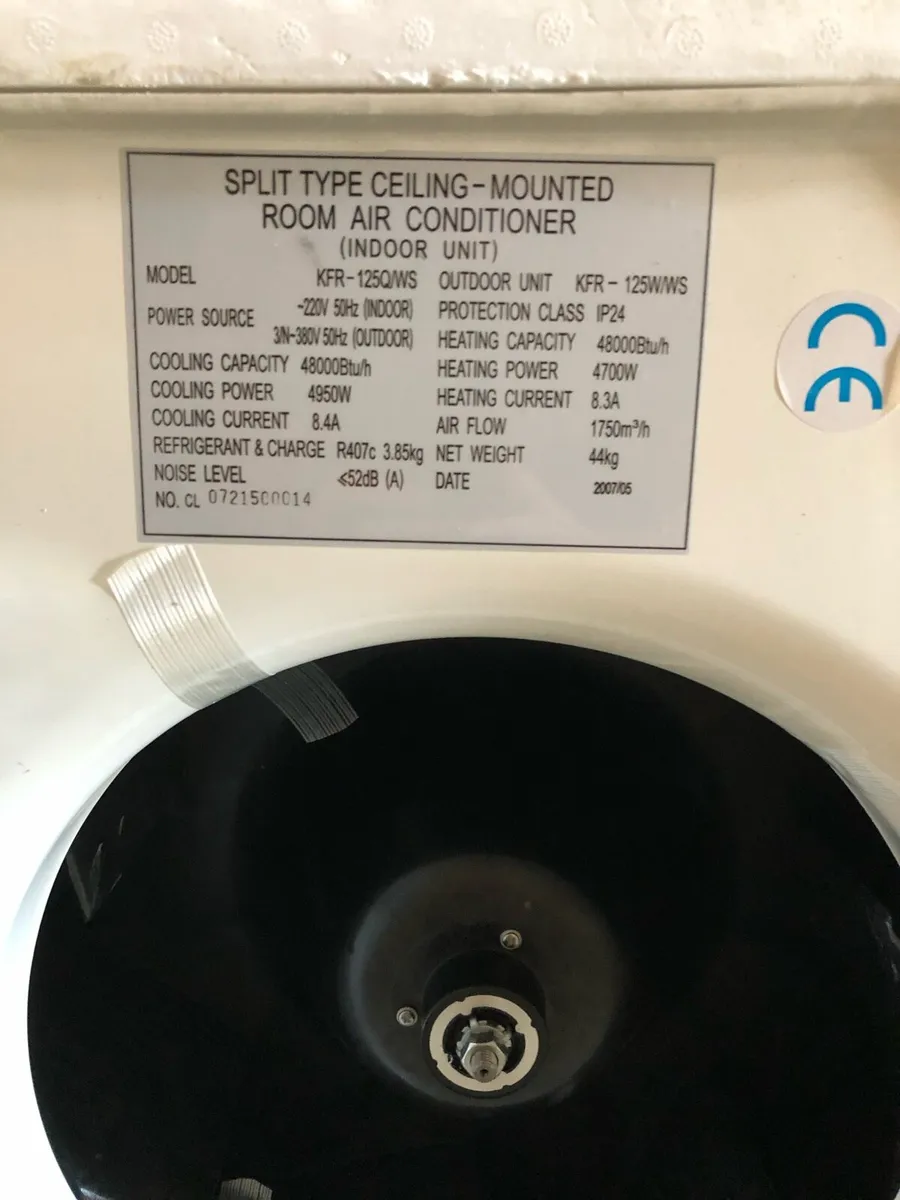 SPLIT TYPE CEILING-MOUNTED
ROOM AIR CONDITIONER
(INDOOR UNIT)
MODEL KFR-125Q/WS OUTDOOR UNIT KFR-125W/WS
POWER SOURCE ~220V 50Hz (INDOOR) PROTECTION CLASS IP24
3/N~380V 50Hz (OUTDOOR) HEATING CAPACITY 48000Btu/h
COOLING CAPACITY 48000Btu/h HEATING POWER 4700W
COOLING POWER 4950W HEATING CURRENT 8.3A
COOLING CURRENT 8.4A AIR FLOW 1750m³/h
REFRIGERANT & CHARGE R407c 3.85kg NET WEIGHT 44kg
NOISE LEVEL ≤52dB (A) DATE 2007/05
NO. CL 0721500014
CE